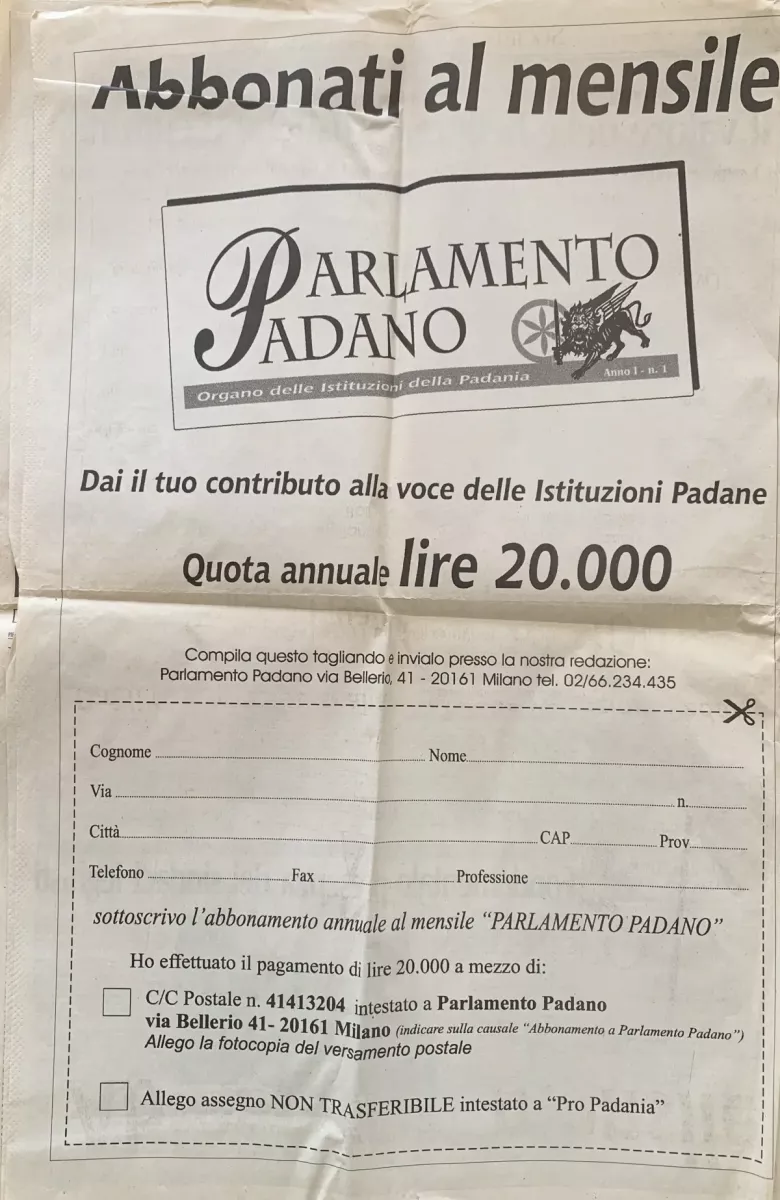 Abbonati al mensile
PARLAMENTO
PADANO
Organo delle Istituzioni della Padania
Anno I - n. 1
Dai il tuo contributo alla voce delle Istituzioni Padane
Quota annuale lire 20.000
Compila questo tagliando e invialo presso la nostra redazione:
Parlamento Padano via Bellerio, 41 - 20161 Milano tel. 02/66.234.435
Cognome Nome
Via n.
Città CAP Prov.
Telefono Fax Professione
sottoscrivo l'abbonamento annuale al mensile "PARLAMENTO PADANO"
Ho effettuato il pagamento di lire 20.000 a mezzo di:
C/C Postale n. 41413204 intestato a Parlamento Padano
via Bellerio 41- 20161 Milano (indicare sulla causale "Abbonamento a Parlamento Padano")
Allego la fotocopia del versamento postale
Allego assegno NON TRASFERIBILE intestato a "Pro Padania"